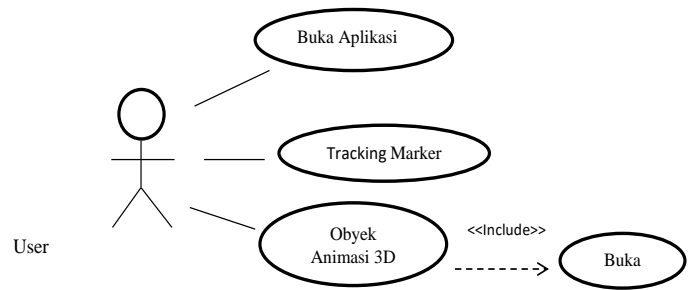 Buka Aplikasi
Tracking Marker
Obyek
Animasi 3D
<<Include>>
Buka
User